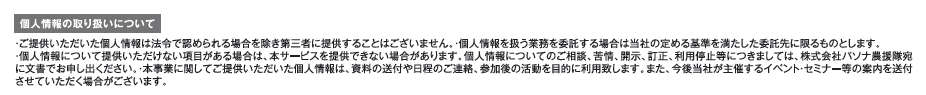 個人情報の取り扱いについて
・ご提供いただいた個人情報は法令で認められる場合を除き第三者に提供することはございません。・個人情報を扱う業務を委託する場合は当社の定める基準を満たした委託先に限るものとします。
・個人情報について提供いただけない項目がある場合は、本サービスを提供できない場合があります。個人情報についてのご相談、苦情、開示、訂正、利用停止等につきましては、株式会社パソナ農援隊宛
に文書でお申し出ください。・本事業に関してご提供いただいた個人情報は、資料の送付や日程のご連絡、参加後の活動を目的に利用致します。また、今後当社が主催するイベント・セミナー等の案内を送付
させていただく場合がございます。